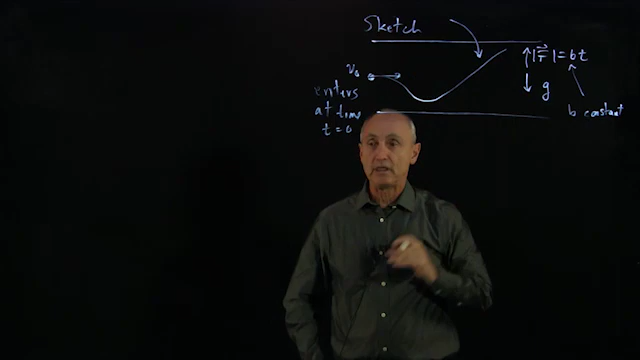 Sketch
|F⃗| = bt
v₀
g
enters
at time
t = 0
b constant